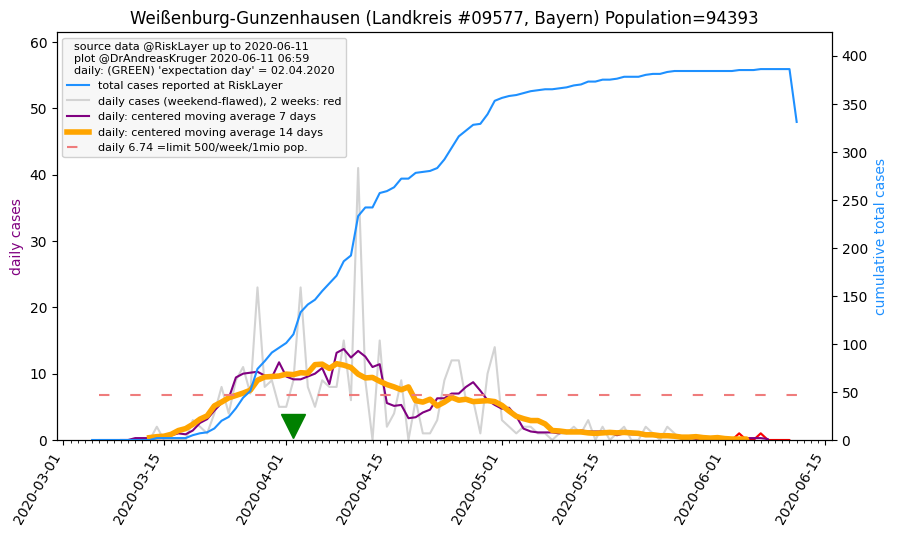 Weißenburg-Gunzenhausen (Landkreis #09577, Bayern) Population=94393
source data @RiskLayer up to 2020-06-11
plot @DrAndreasKruger 2020-06-11 06:59
daily: (GREEN) 'expectation day' = 02.04.2020
total cases reported at RiskLayer
daily cases (weekend-flawed), 2 weeks: red
daily: centered moving average 7 days
daily: centered moving average 14 days
daily 6.74 =limit 500/week/1mio pop.
daily cases
60
50
40
30
20
10
0
cumulative total cases
400
350
300
250
200
150
100
50
0
2020-03-01
2020-03-15
2020-04-01
2020-04-15
2020-05-01
2020-05-15
2020-06-01
2020-06-15